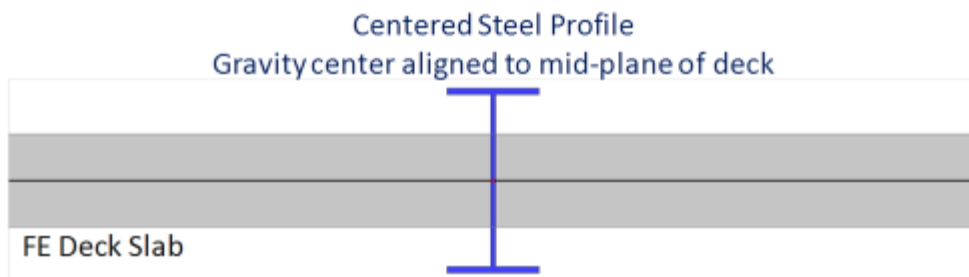 Centered Steel Profile
Gravity center aligned to mid-plane of deck
FE Deck Slab